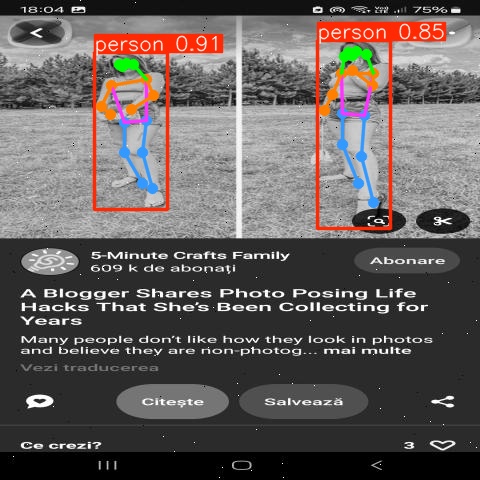 18:04 75%
person 0.91
person 0.85
5-Minute Crafts Family
609 k de abonați
Abonare
A Blogger Shares Photo Posing Life
Hacks That She's Been Collecting for
Years
Many people don't like how they look in photos
and believe they are non-photog... mai multe
Vezi traducerea
Citește
Salvează
Ce crezi?
3